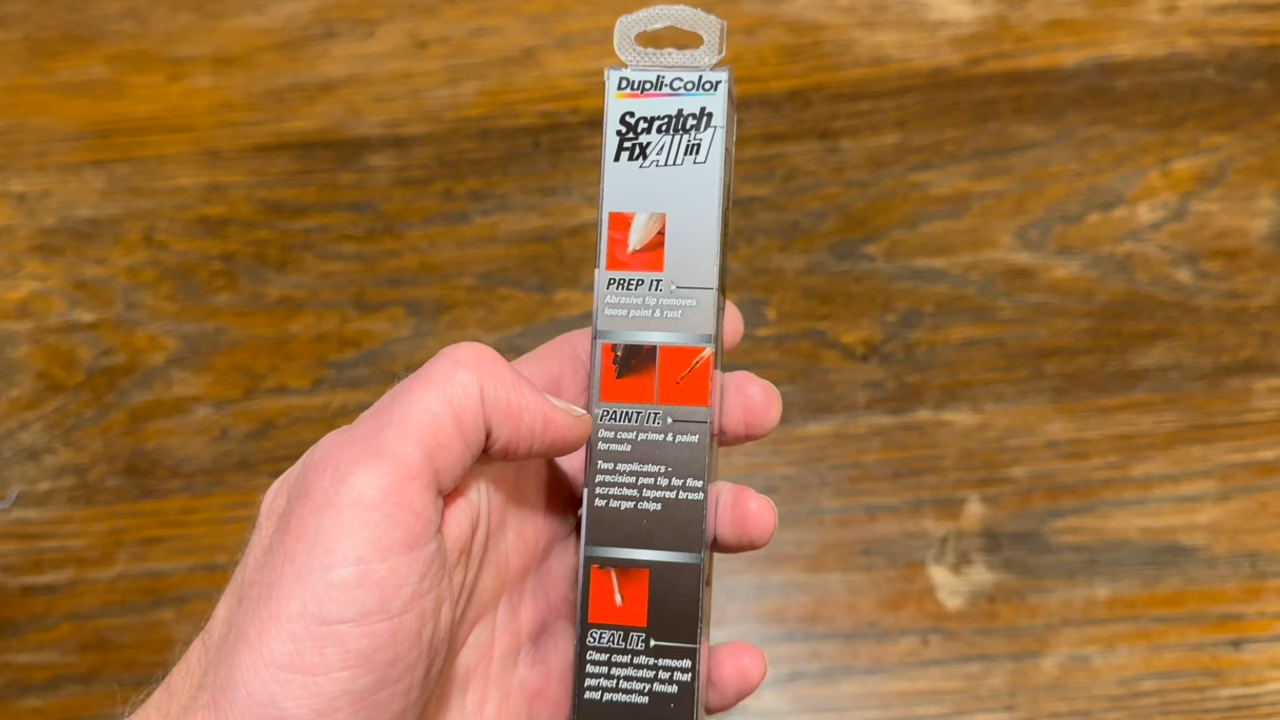 Dupli-Color
Scratch
Fix All in 1
PREP IT.
Abrasive tip removes
loose paint & rust
PAINT IT.
One coat prime & paint
formula
Two applicators -
precision pen tip for fine
scratches, tapered brush
for larger chips
SEAL IT.
Clear coat ultra-smooth
foam applicator for that
perfect factory finish
and protection